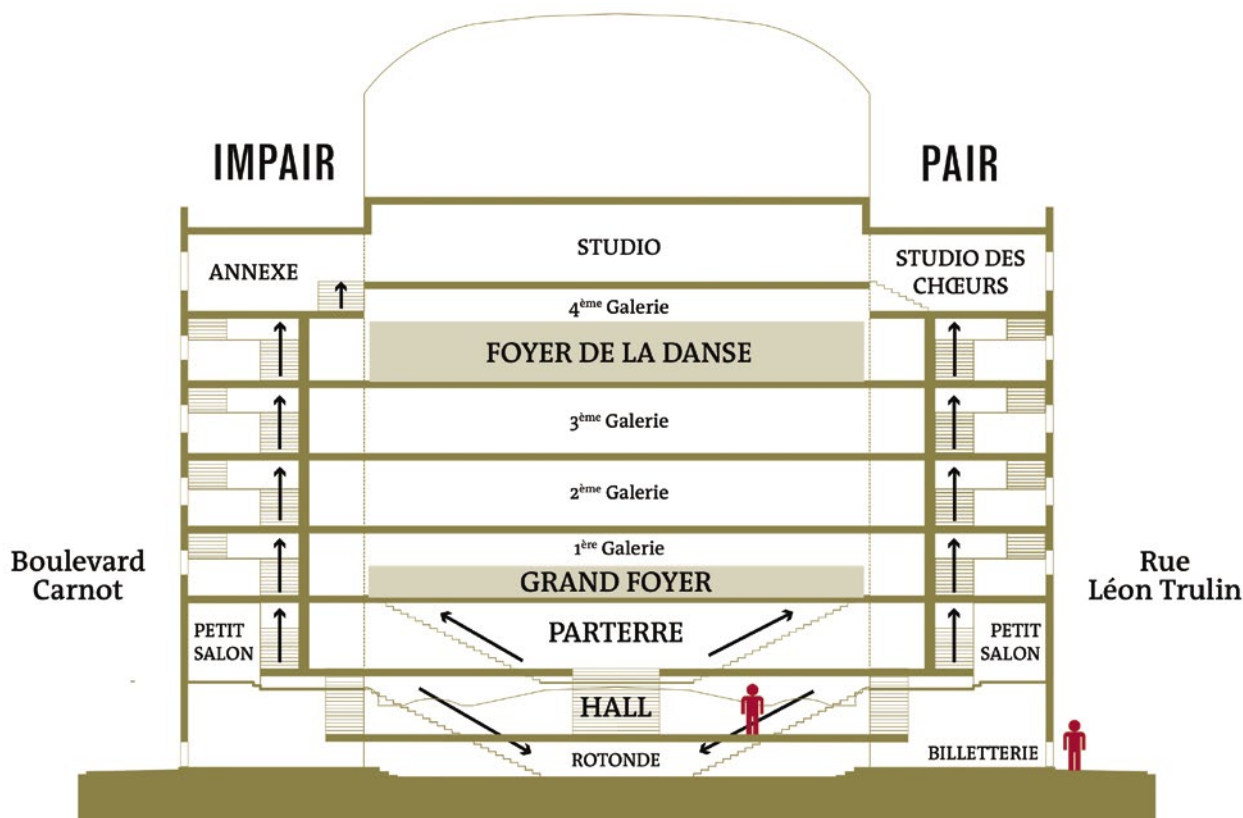 IMPAIR
PAIR
STUDIO
ANNEXE
STUDIO DES
CHŒURS
4ème Galerie
FOYER DE LA DANSE
3ème Galerie
2ème Galerie
1ère Galerie
GRAND FOYER
Boulevard
Carnot
Rue
Léon Trulin
PARTERRE
PETIT
SALON
PETIT
SALON
HALL
ROTONDE
BILLETTERIE